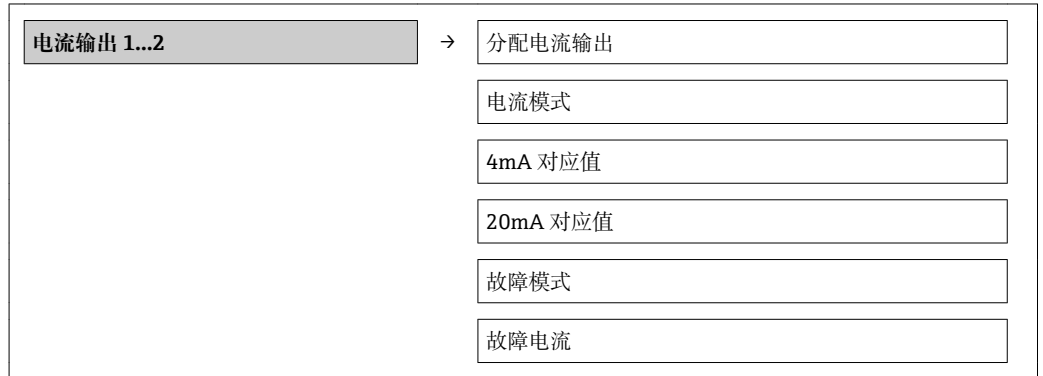 电流输出 1...2 → 分配电流输出
电流模式
4mA 对应值
20mA 对应值
故障模式
故障电流